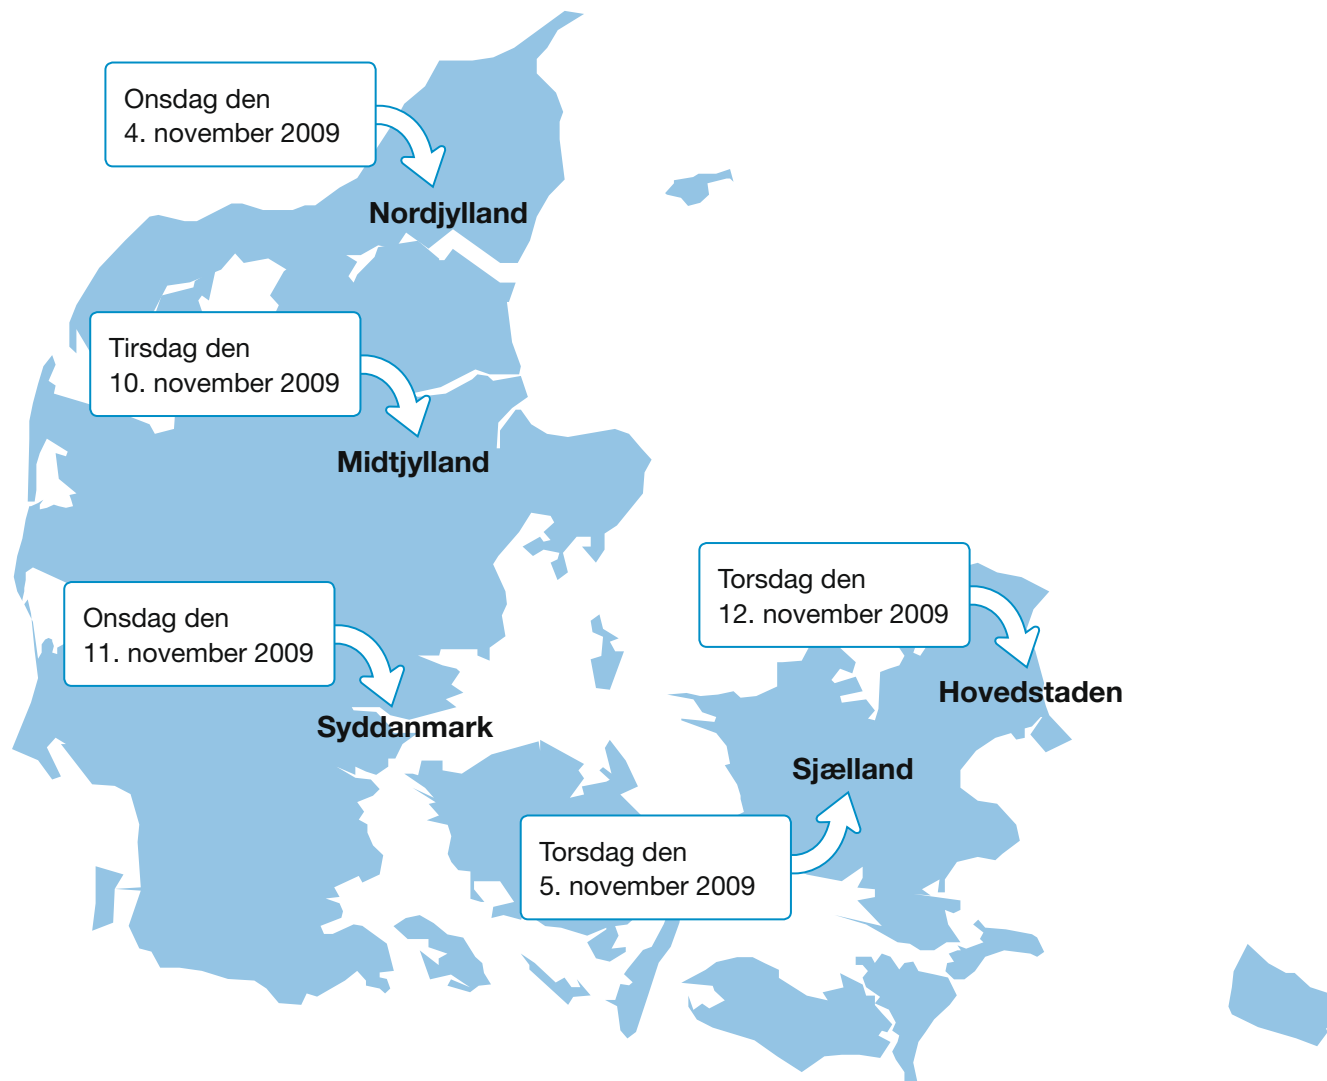 Onsdag den
4. november 2009
Nordjylland
Tirsdag den
10. november 2009
Midtjylland
Onsdag den
11. november 2009
Syddanmark
Torsdag den
12. november 2009
Hovedstaden
Sjælland
Torsdag den
5. november 2009